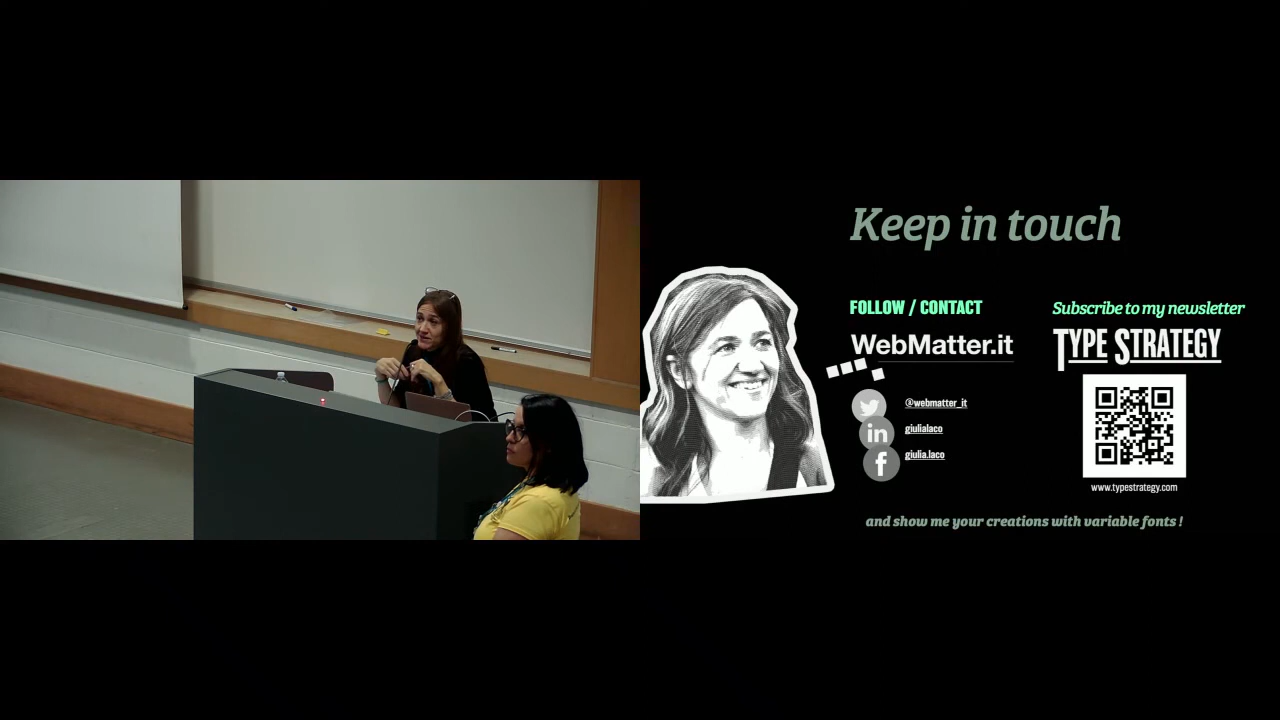 Keep in touch
FOLLOW / CONTACT
WebMatter.it
@webmatter_it
in
giulialaco
f
giulia.laco
Subscribe to my newsletter
TYPE STRATEGY
www.typestrategy.com
and show me your creations with variable fonts !